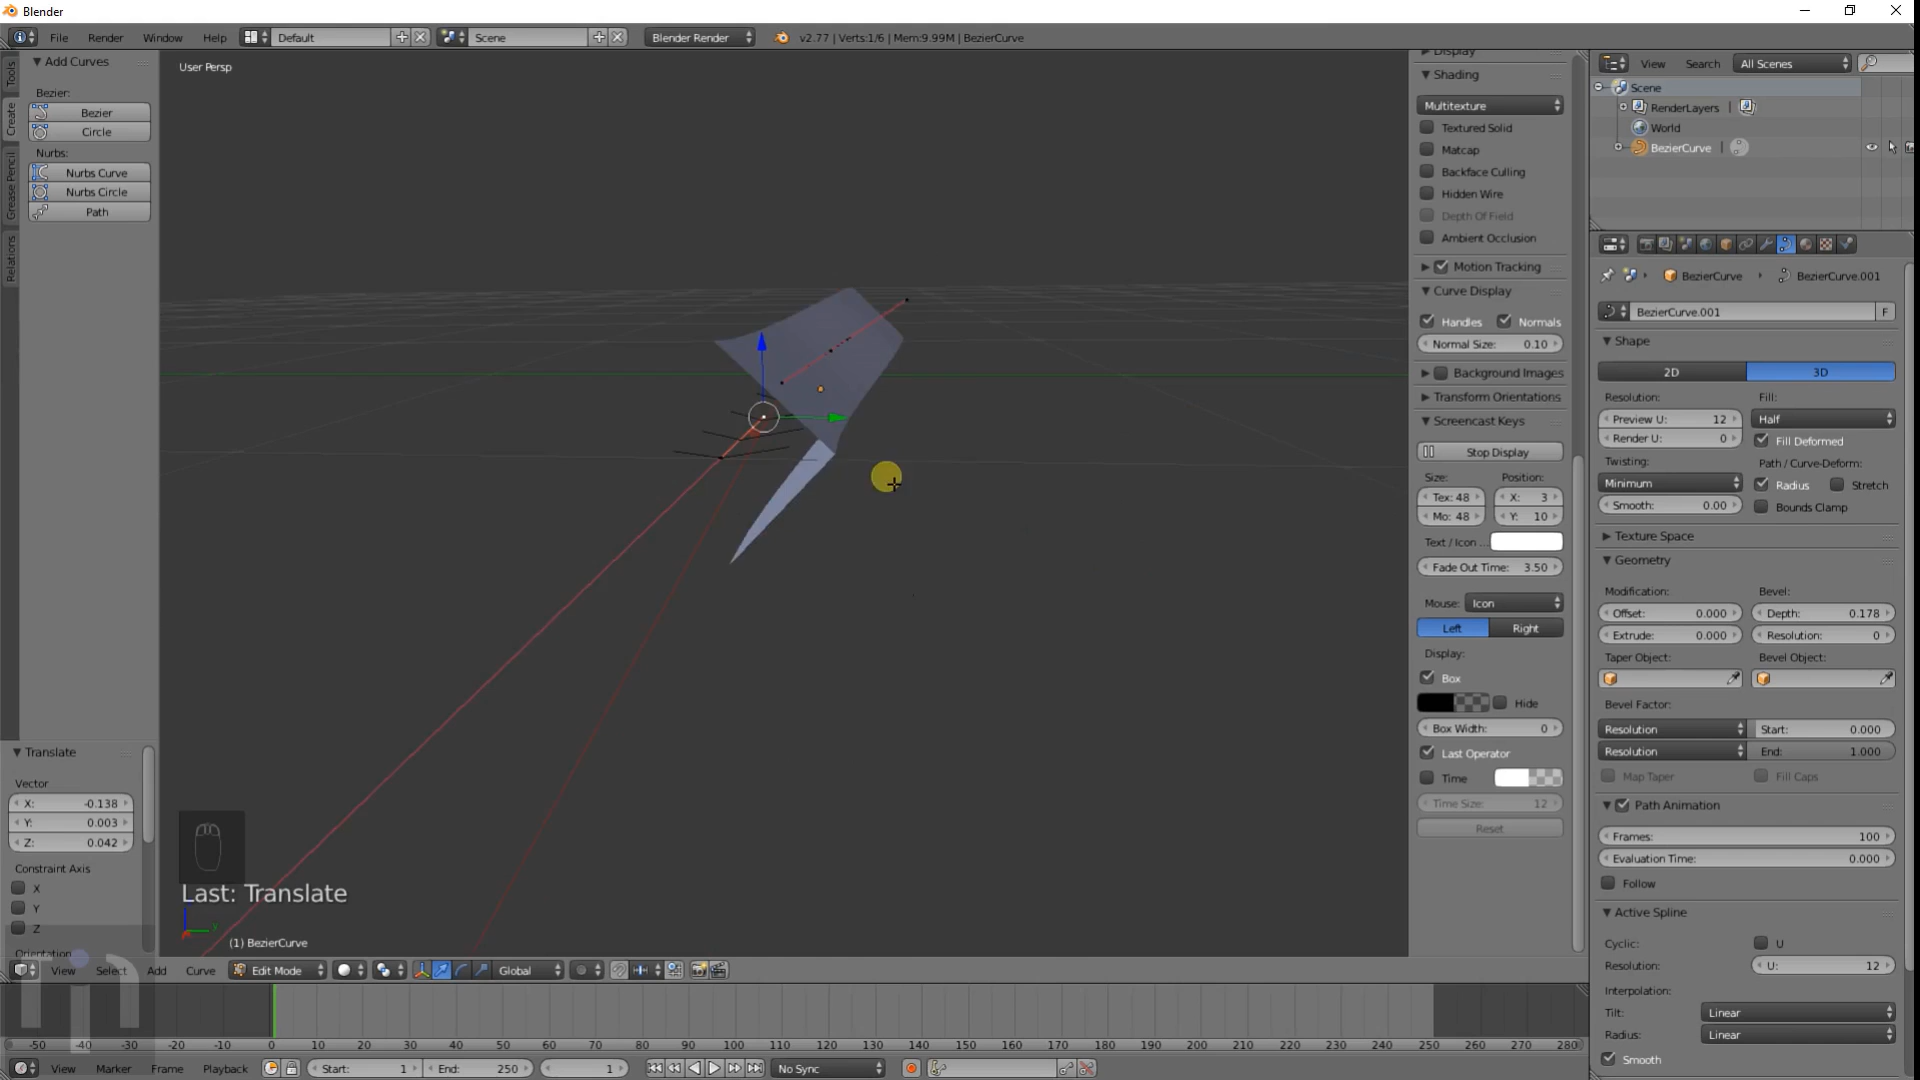 Blender
File Render Window Help Default Scene Blender Render v2.77 | Verts:1/6 | Mem:9.99M | BezierCurve
Tools
Create
Grease Pencil
Relations
Add Curves
Bezier:
Bezier
Circle
Nurbs:
Nurbs Curve
Nurbs Circle
Path
Translate
Vector
X: -0.138
Y: 0.003
Z: 0.042
Constraint Axis
X
Y
Z
Orientation
User Persp
Last: Translate
(1) BezierCurve
Display
Shading
Multitexture
Textured Solid
Matcap
Backface Culling
Hidden Wire
Depth Of Field
Ambient Occlusion
Motion Tracking
Curve Display
Handles Normals
Normal Size: 0.10
Background Images
Transform Orientations
Screencast Keys
Stop Display
Size: Position:
Tex: 48 X: 3
Mo: 48 Y: 10
Text / Icon ...
Fade Out Time: 3.50
Mouse: Icon
Left Right
Display:
Box
Hide
Box Width: 0
Last Operator
Time
Time Size: 12
Reset
View Search All Scenes
Scene
RenderLayers |
World
BezierCurve |
BezierCurve BezierCurve.001
BezierCurve.001 F
Shape
2D 3D
Resolution: Fill:
Preview U: 12 Half
Render U: 0 Fill Deformed
Twisting: Path / Curve-Deform:
Minimum Radius Stretch
Smooth: 0.00 Bounds Clamp
Texture Space
Geometry
Modification: Bevel:
Offset: 0.000 Depth: 0.178
Extrude: 0.000 Resolution: 0
Taper Object: Bevel Object:
Bevel Factor:
Resolution Start: 0.000
Resolution End: 1.000
Map Taper Fill Caps
Path Animation
Frames: 100
Evaluation Time: 0.000
Follow
Active Spline
Cyclic: U
Resolution: U: 12
Interpolation:
Tilt: Linear
Radius: Linear
Smooth
View Select Add Curve Edit Mode Global
-50 -40 -30 -20 -10 0 10 20 30 40 50 60 70 80 90 100 110 120 130 140 150 160 170 180 190 200 210 220 230 240 250 260 270 280
View Marker Frame Playback Start: 1 End: 250 1 No Sync